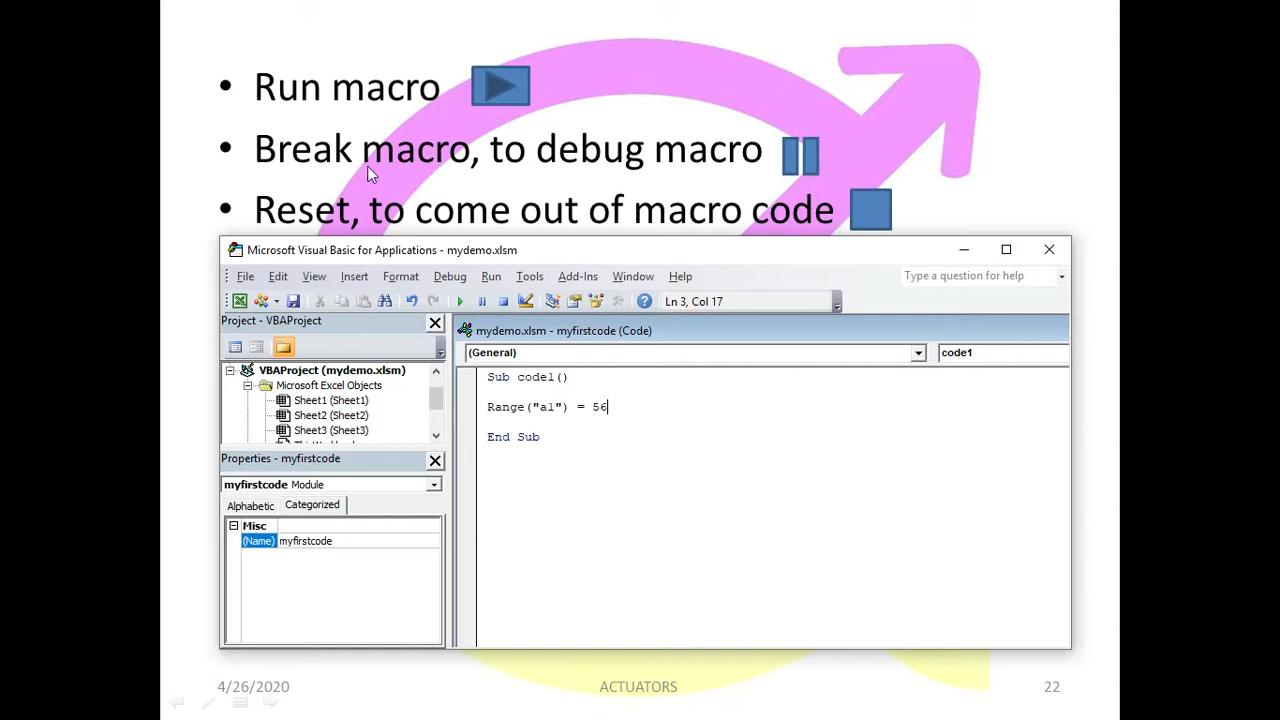 • Run macro
• Break macro, to debug macro
• Reset, to come out of macro code
Microsoft Visual Basic for Applications - mydemo.xlsm
File Edit View Insert Format Debug Run Tools Add-Ins Window Help
Type a question for help
Ln 3, Col 17
Project - VBAProject
VBAProject (mydemo.xlsm)
Microsoft Excel Objects
Sheet1 (Sheet1)
Sheet2 (Sheet2)
Sheet3 (Sheet3)
Properties - myfirstcode
myfirstcode Module
Alphabetic Categorized
Misc
(Name) myfirstcode
mydemo.xlsm - myfirstcode (Code)
(General) code1
Sub code1()
Range("a1") = 56
End Sub
4/26/2020 ACTUATORS 22